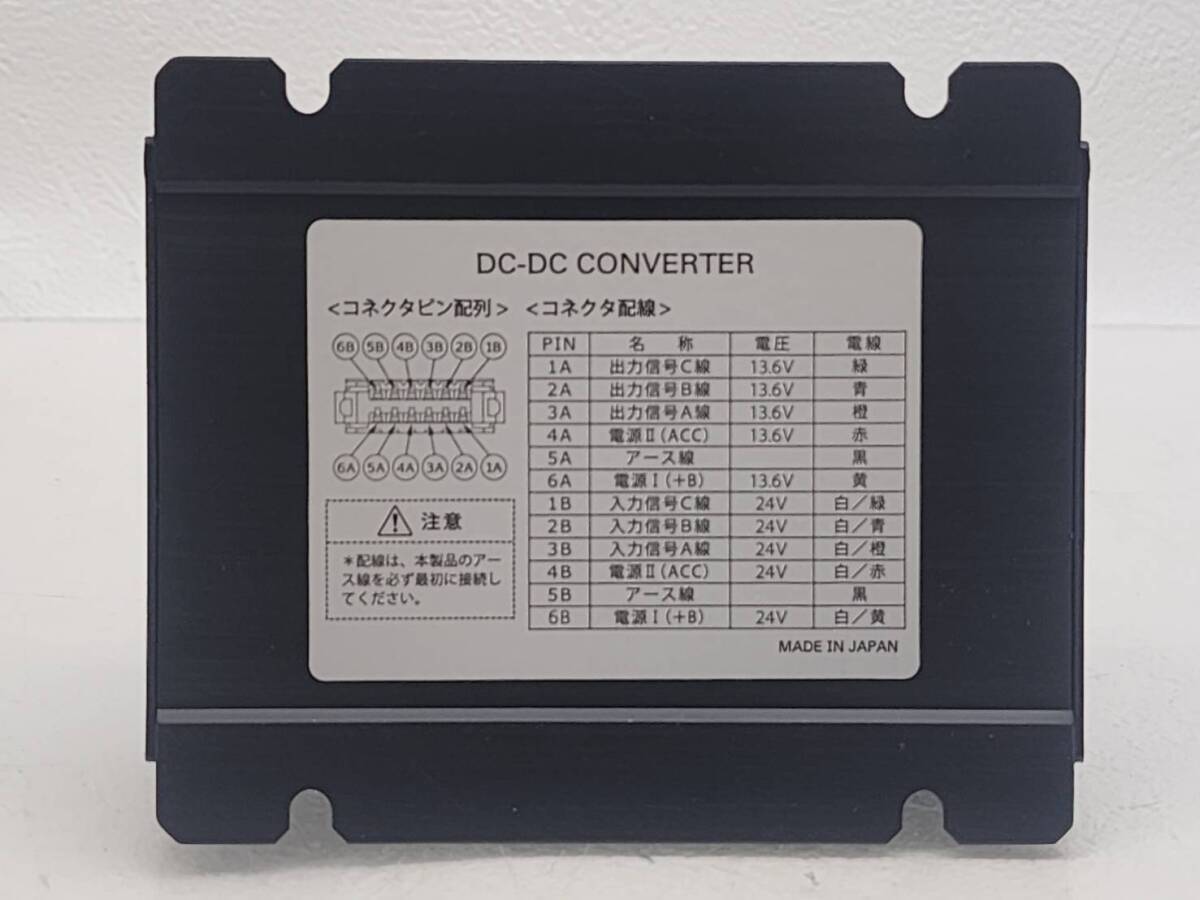 DC-DC CONVERTER
<コネクタピン配列> <コネクタ配線>
6B 5B 4B 3B 2B 1B
6A 5A 4A 3A 2A 1A
注意
*配線は、本製品のアー
ス線を必ず最初に接続し
てください。
PIN 名 称 電圧 電線
1A 出力信号C線 13.6V 緑
2A 出力信号B線 13.6V 青
3A 出力信号A線 13.6V 橙
4A 電源Ⅱ(ACC) 13.6V 赤
5A アース線 黒
6A 電源Ⅰ(+B) 13.6V 黄
1B 入力信号C線 24V 白/緑
2B 入力信号B線 24V 白/青
3B 入力信号A線 24V 白/橙
4B 電源Ⅱ(ACC) 24V 白/赤
5B アース線 黒
6B 電源Ⅰ(+B) 24V 白/黄
MADE IN JAPAN